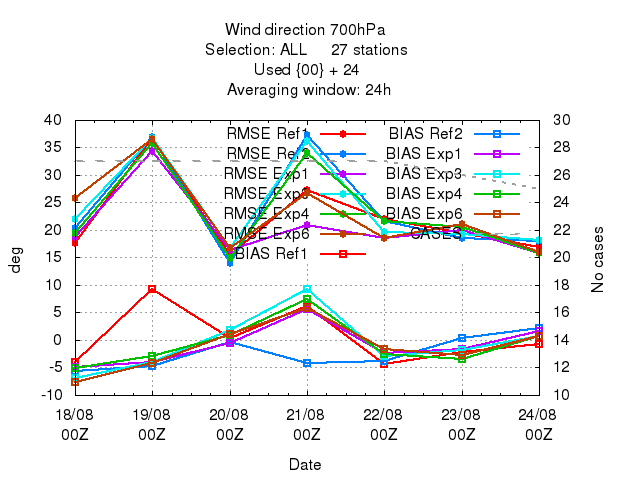 Wind direction 700hPa
Selection: ALL 27 stations
Used {00} + 24
Averaging window: 24h
40 30
35 28
30 26
25 24
20 22
15 20
10 18
5 16
0 14
-5 12
-10 10
deg
No cases
RMSE Ref1 BIAS Ref2
RMSE Ref2 BIAS Exp1
RMSE Exp1 BIAS Exp3
RMSE Exp3 BIAS Exp4
RMSE Exp4 BIAS Exp6
RMSE Exp6 CASES
BIAS Ref1
18/08 19/08 20/08 21/08 22/08 23/08 24/08
00Z 00Z 00Z 00Z 00Z 00Z 00Z
Date